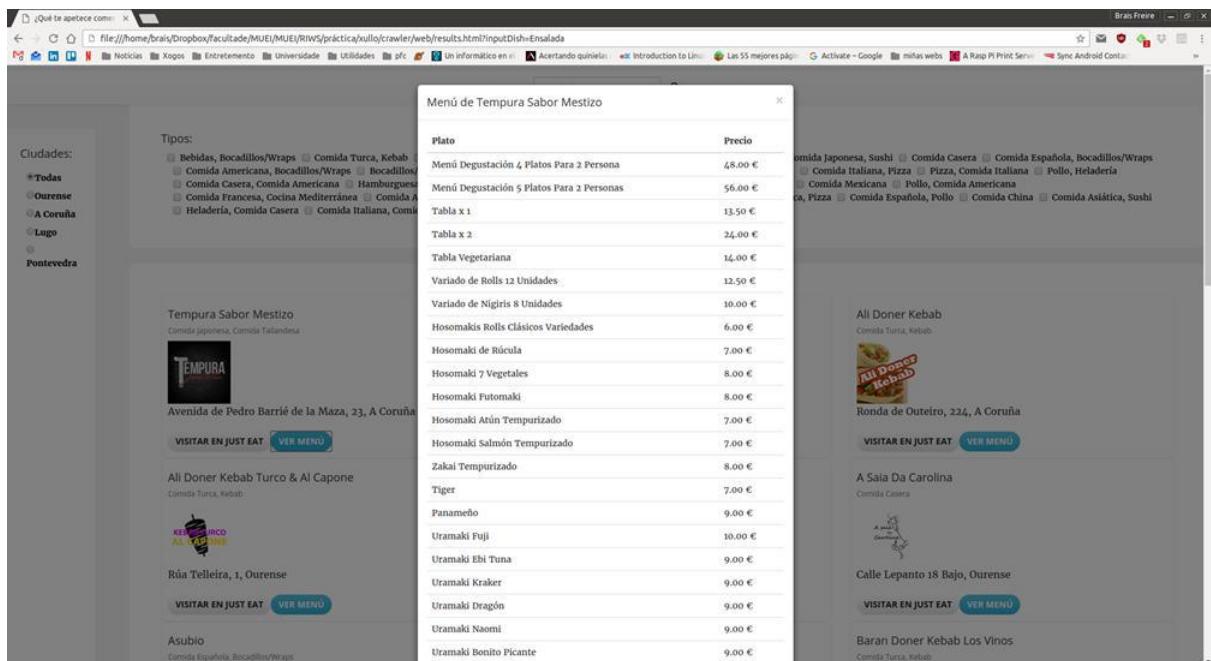 ¿Qué te apetece comer
Brais Freire
file:///home/brais/Dropbox/facultade/MUEI/MUEI/RIWS/práctica/xullo/crawler/web/results.html?inputDish=Ensalada
Noticias Xogos Entretemento Universidade Utilidades pfc Un informático en el Acertando quinielas Introduction to Linu Las 55 mejores pági Activate – Google miñas webs A Rasp Pi Print Serve Sync Android Contac
Menú de Tempura Sabor Mestizo ×
Plato Precio
Menú Degustación 4 Platos Para 2 Persona 48.00 €
Menú Degustación 5 Platos Para 2 Personas 56.00 €
Tabla x 1 13.50 €
Tabla x 2 24.00 €
Tabla Vegetariana 14.00 €
Variado de Rolls 12 Unidades 12.50 €
Variado de Nigiris 8 Unidades 10.00 €
Hosomakis Rolls Clásicos Variedades 6.00 €
Hosomaki de Rúcula 7.00 €
Hosomaki 7 Vegetales 8.00 €
Hosomaki Futomaki 8.00 €
Hosomaki Atún Tempurizado 7.00 €
Hosomaki Salmón Tempurizado 7.00 €
Zakai Tempurizado 8.00 €
Tiger 7.00 €
Panameño 9.00 €
Uramaki Fuji 10.00 €
Uramaki Ebi Tuna 9.00 €
Uramaki Kraker 9.00 €
Uramaki Dragón 9.00 €
Uramaki Naomi 9.00 €
Uramaki Bonito Picante 9.00 €
Ciudades:
Todas
Ourense
A Coruña
Lugo
Pontevedra
Tipos:
Bebidas, Bocadillos/Wraps Comida Turca, Kebab omida Japonesa, Sushi Comida Casera Comida Española, Bocadillos/Wraps
Comida Americana, Bocadillos/Wraps Bocadillos/ Comida Italiana, Pizza Pizza, Comida Italiana Pollo, Heladería
Comida Casera, Comida Americana Hamburguesa Comida Mexicana Pollo, Comida Americana
Comida Francesa, Cocina Mediterránea Comida A ca, Pizza Comida Española, Pollo Comida China Comida Asiática, Sushi
Heladería, Comida Casera Comida Italiana, Comid
Tempura Sabor Mestizo
Comida Japonesa, Comida Tailandesa
TEMPURA
Avenida de Pedro Barrié de la Maza, 23, A Coruña
VISITAR EN JUST EAT VER MENÚ
Ali Doner Kebab
Comida Turca, Kebab
Ali Doner
Kebab
Ronda de Outeiro, 224, A Coruña
VISITAR EN JUST EAT VER MENÚ
Ali Doner Kebab Turco & Al Capone
Comida Turca, Kebab
AL CAPONE
Rúa Telleira, 1, Ourense
VISITAR EN JUST EAT VER MENÚ
A Saia Da Carolina
Comida Casera
Calle Lepanto 18 Bajo, Ourense
VISITAR EN JUST EAT VER MENÚ
Asubio
Comida Española, Bocadillos/Wraps
Baran Doner Kebab Los Vinos
Comida Turca, Kebab